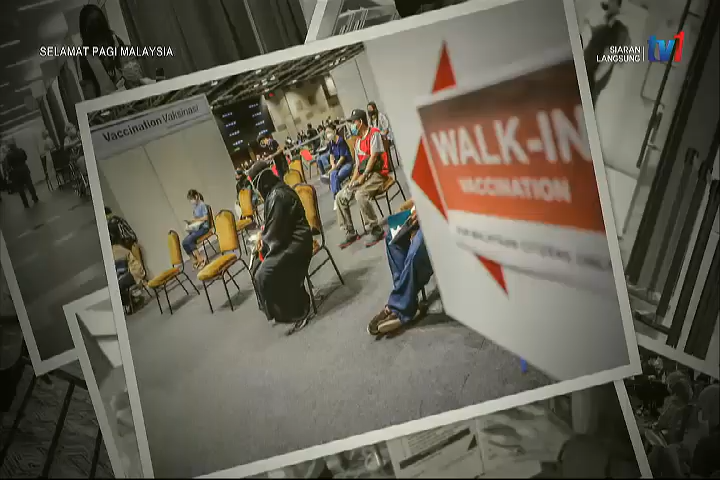 SELAMAT PAGI MALAYSIA
SIARAN
LANGSUNG
tv1
Vaccination Vaksinasi
WALK-IN
VACCINATION